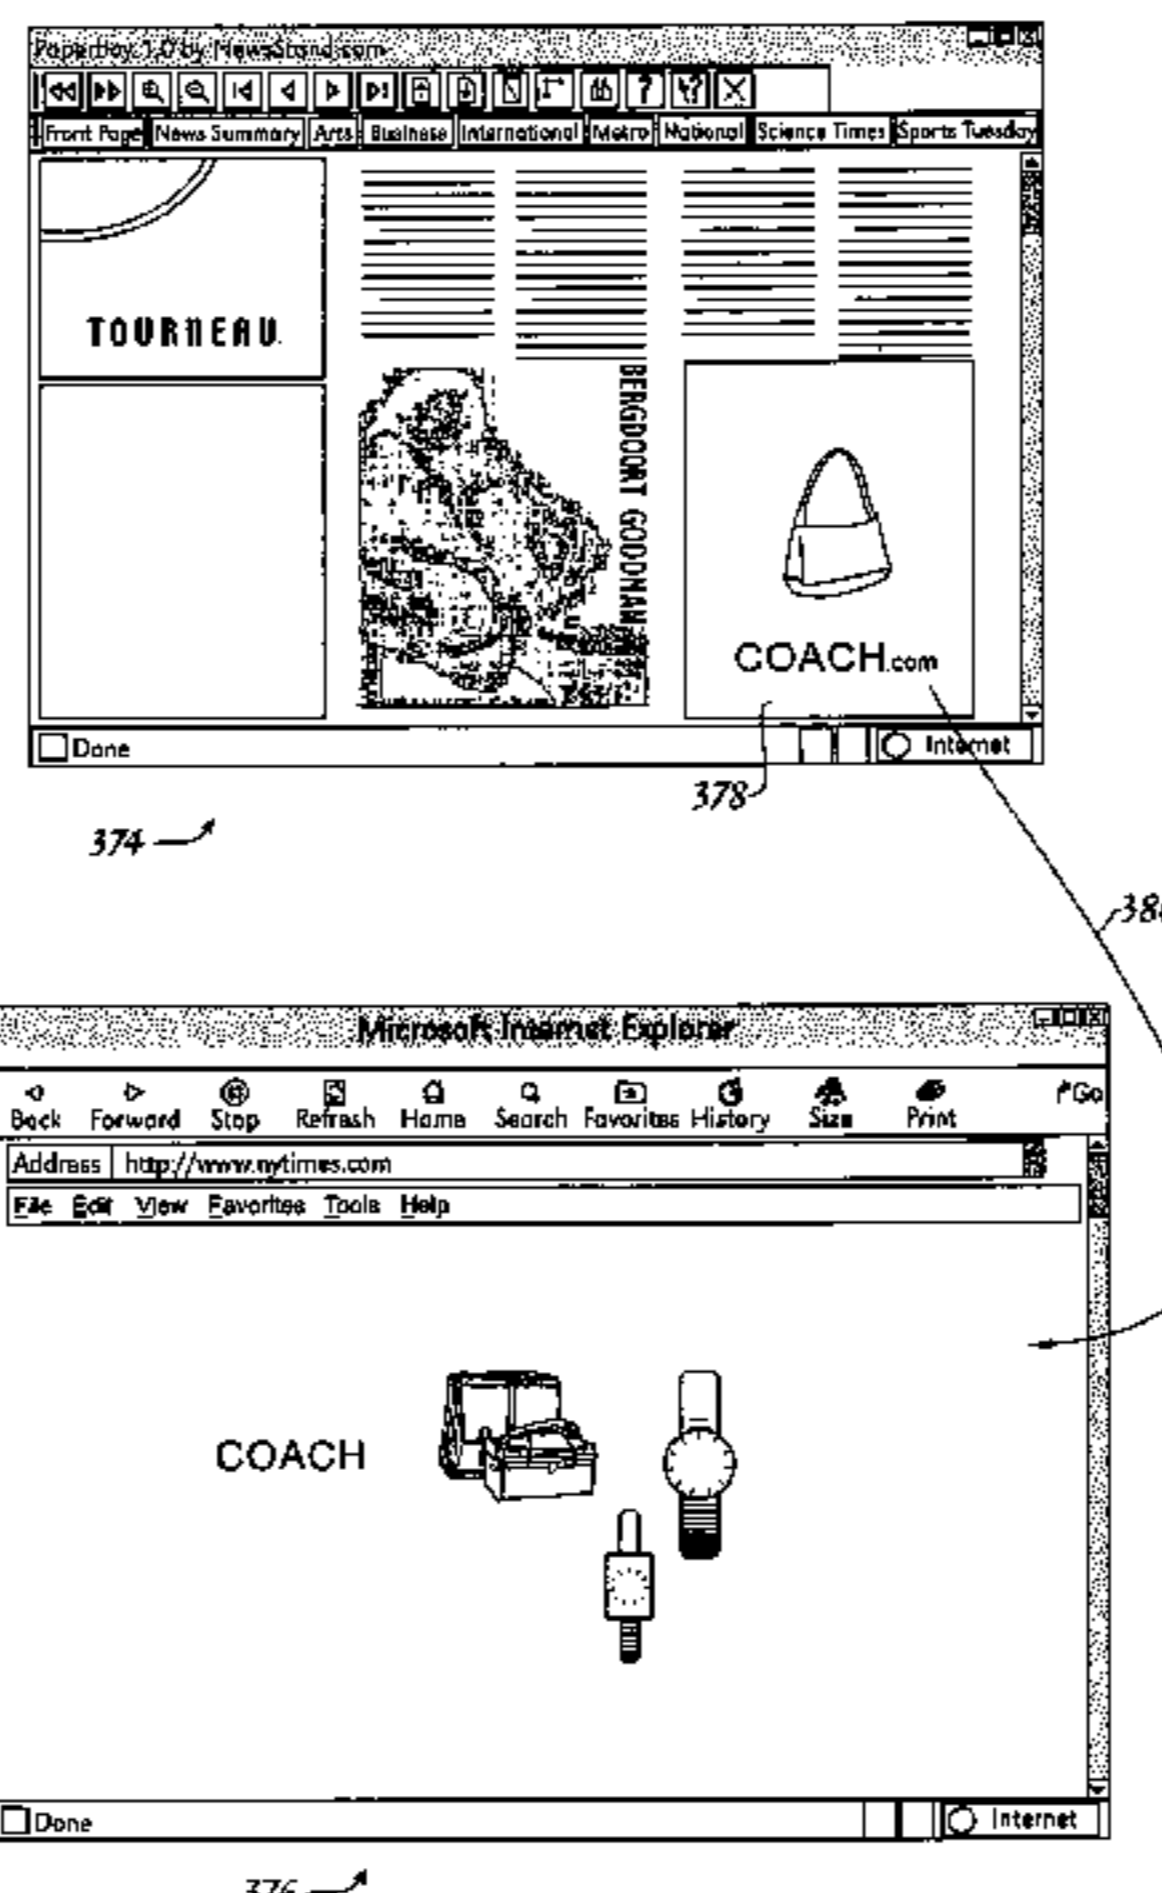 PaperBoy 1.0 by NewsStand.com
Front Page News Summary Arts Business International Metro National Science Times Sports Tuesday
TOURNEAU.
BERGDOORT GOODMAN
COACH.com
Done Internet
378
374
Microsoft Internet Explorer
Back Forward Stop Refresh Home Search Favorites History Size Print Go
Address http://www.nytimes.com
File Edit View Favorites Tools Help
COACH
Done Internet
376